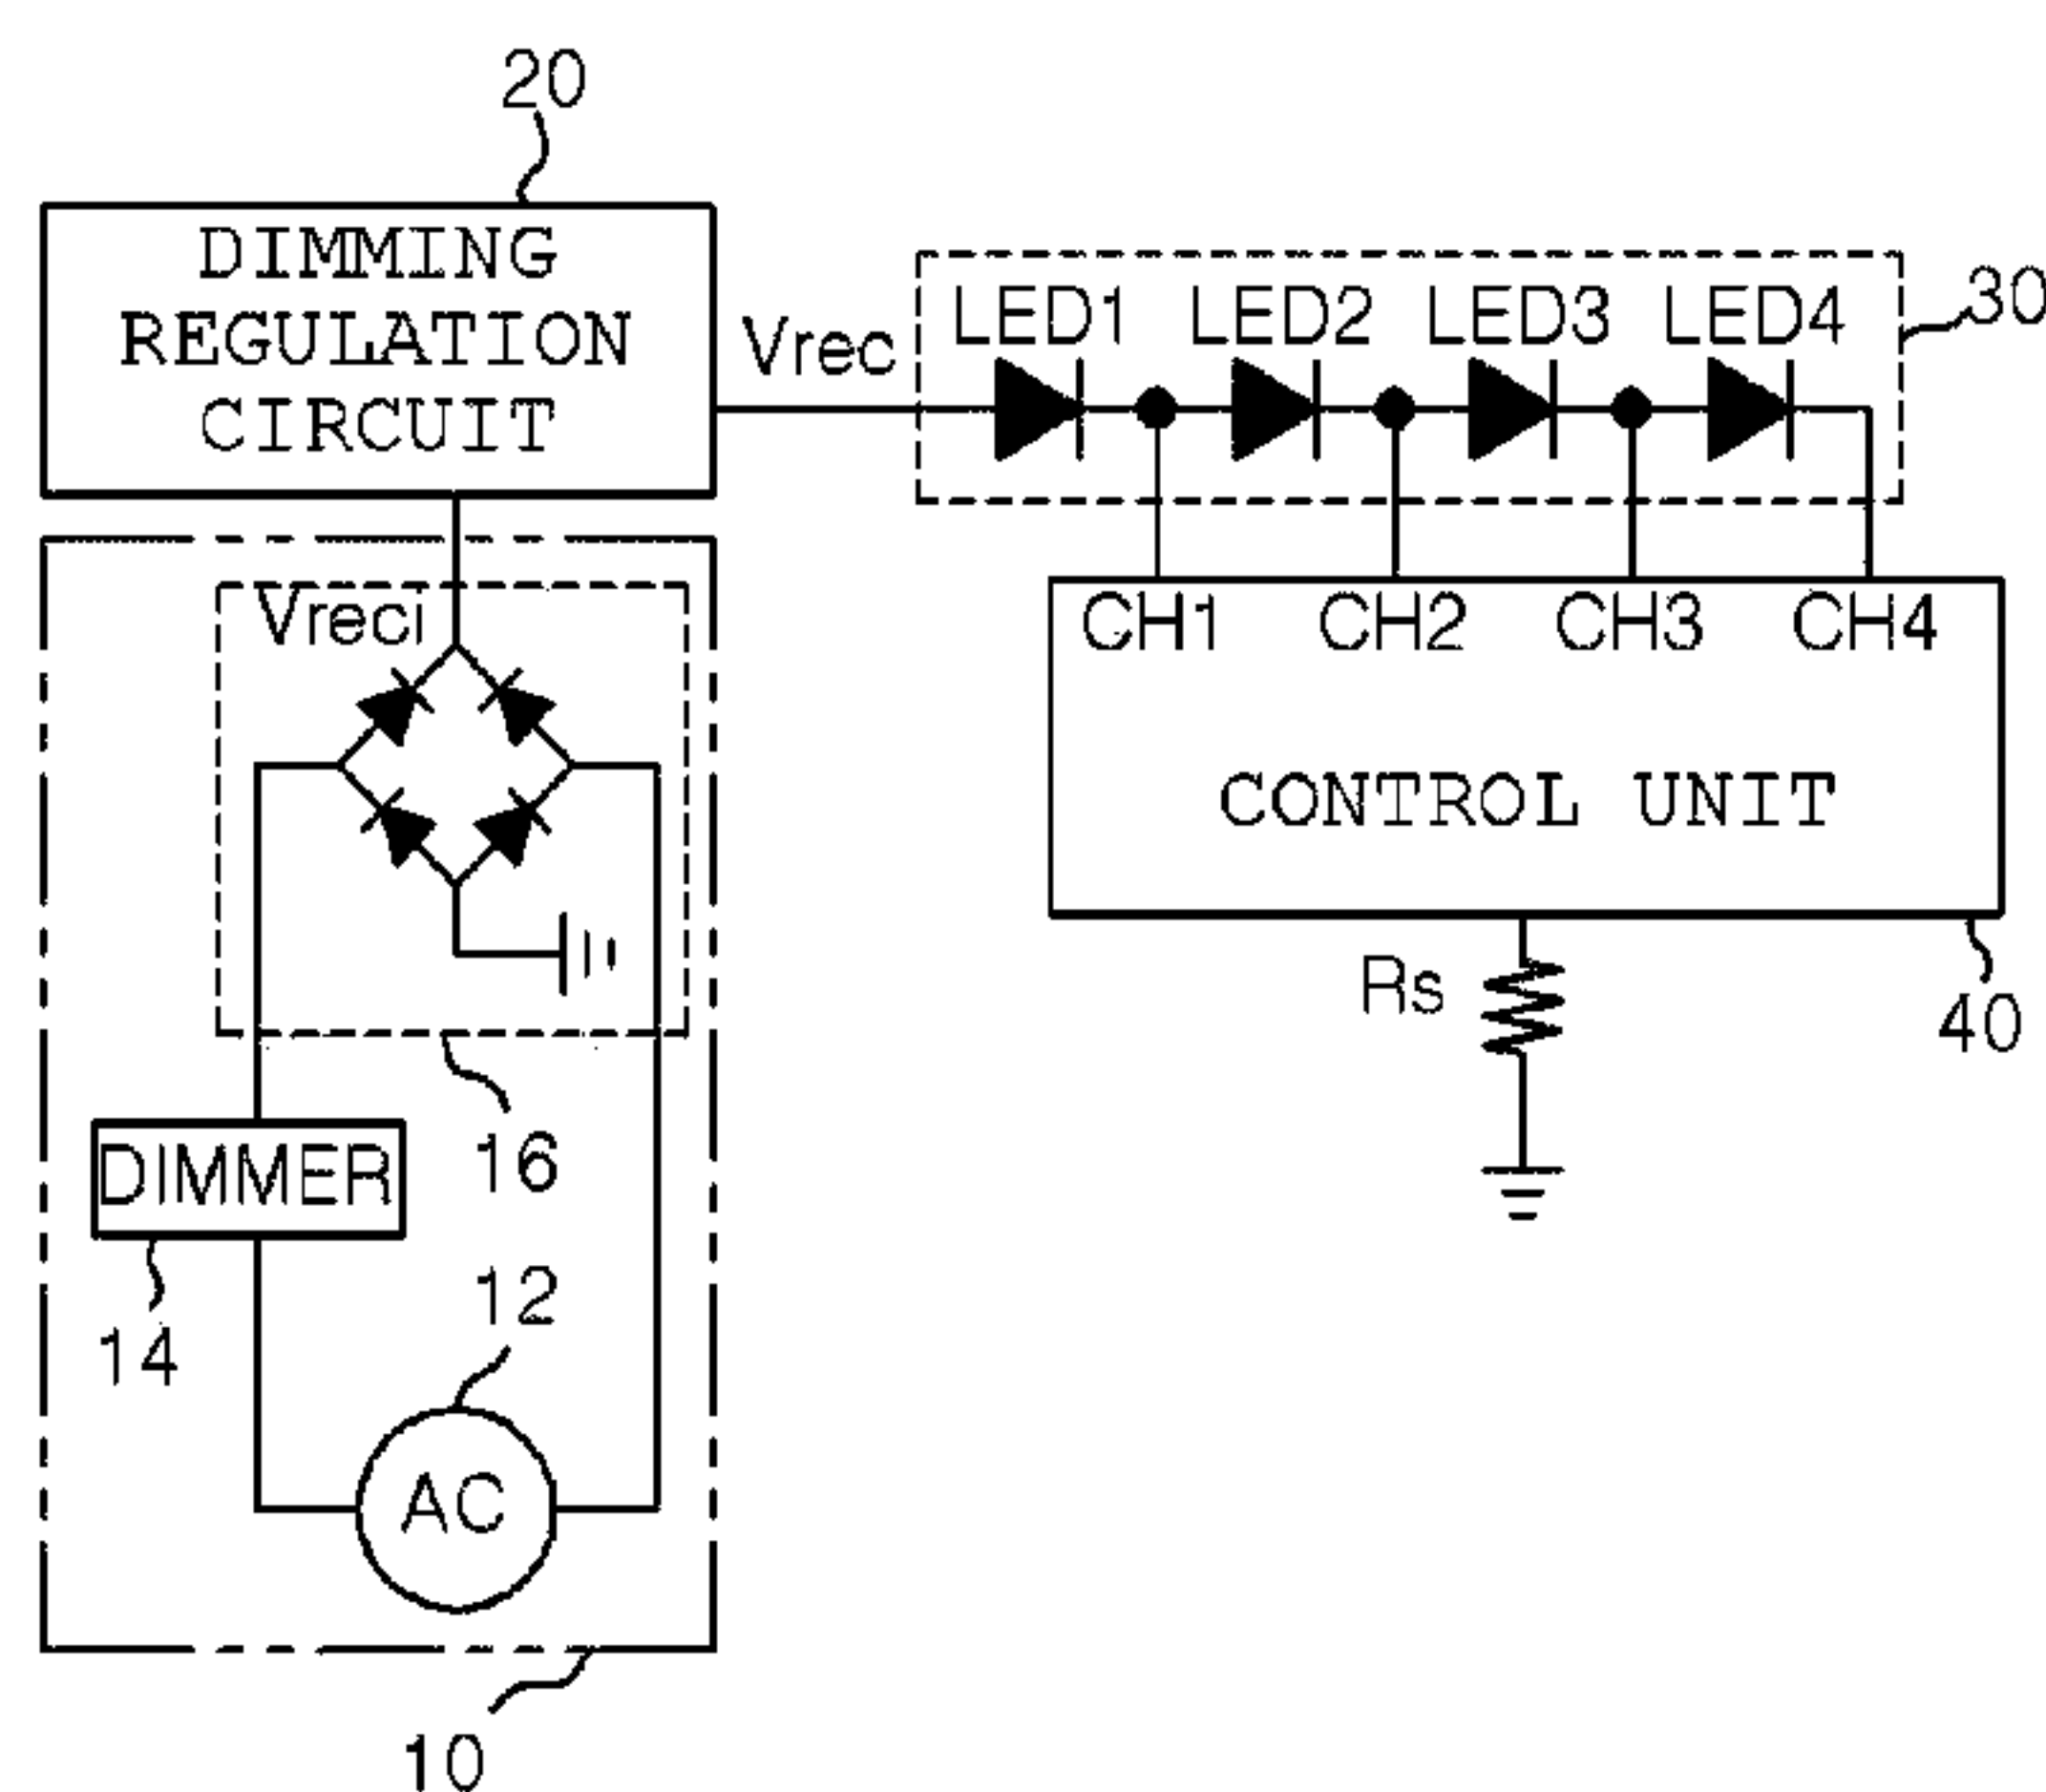 20
DIMMING
REGULATION
CIRCUIT
Vrec
LED1 LED2 LED3 LED4
30
Vreci
CH1 CH2 CH3 CH4
CONTROL UNIT
Rs
40
16
DIMMER
14
12
AC
10